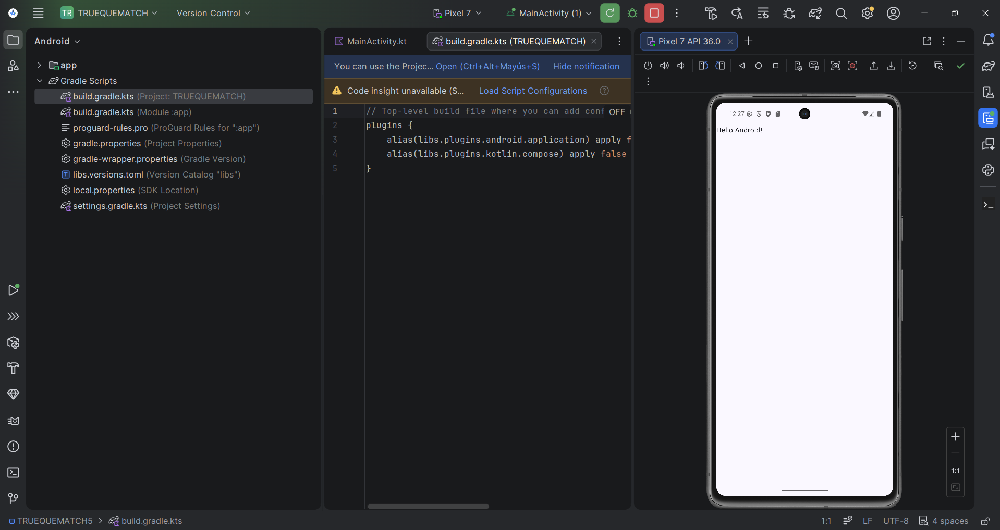 TR TRUEQUEMATCH Version Control Pixel 7 MainActivity (1)
Android
app
Gradle Scripts
build.gradle.kts (Project: TRUEQUEMATCH)
build.gradle.kts (Module :app)
proguard-rules.pro (ProGuard Rules for ":app")
gradle.properties (Project Properties)
gradle-wrapper.properties (Gradle Version)
T libs.versions.toml (Version Catalog "libs")
local.properties (SDK Location)
settings.gradle.kts (Project Settings)
MainActivity.kt build.gradle.kts (TRUEQUEMATCH)
You can use the Projec... Open (Ctrl+Alt+Mayús+S) Hide notification
Code insight unavailable (S... Load Script Configurations ?
1 // Top-level build file where you can add conf OFF
2 plugins {
3 alias(libs.plugins.android.application) apply f
4 alias(libs.plugins.kotlin.compose) apply false
5 }
Pixel 7 API 36.0
12:27
Hello Android!
1:1
TRUEQUEMATCH5 > build.gradle.kts
1:1 LF UTF-8 4 spaces